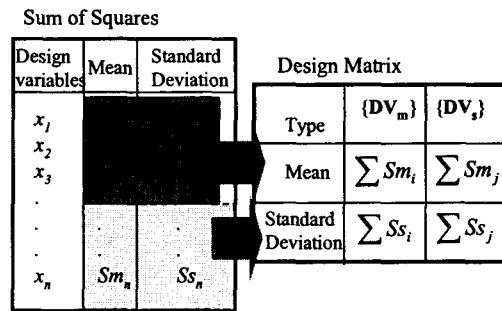 Sum of Squares
Design variables Mean Standard Deviation
x₁
x₂
x₃
.
.
.
xₙ Smₙ Ssₙ
Design Matrix
Type {DVₘ} {DVₛ}
Mean ∑ Smᵢ ∑ Smⱼ
Standard Deviation ∑ Ssᵢ ∑ Ssⱼ